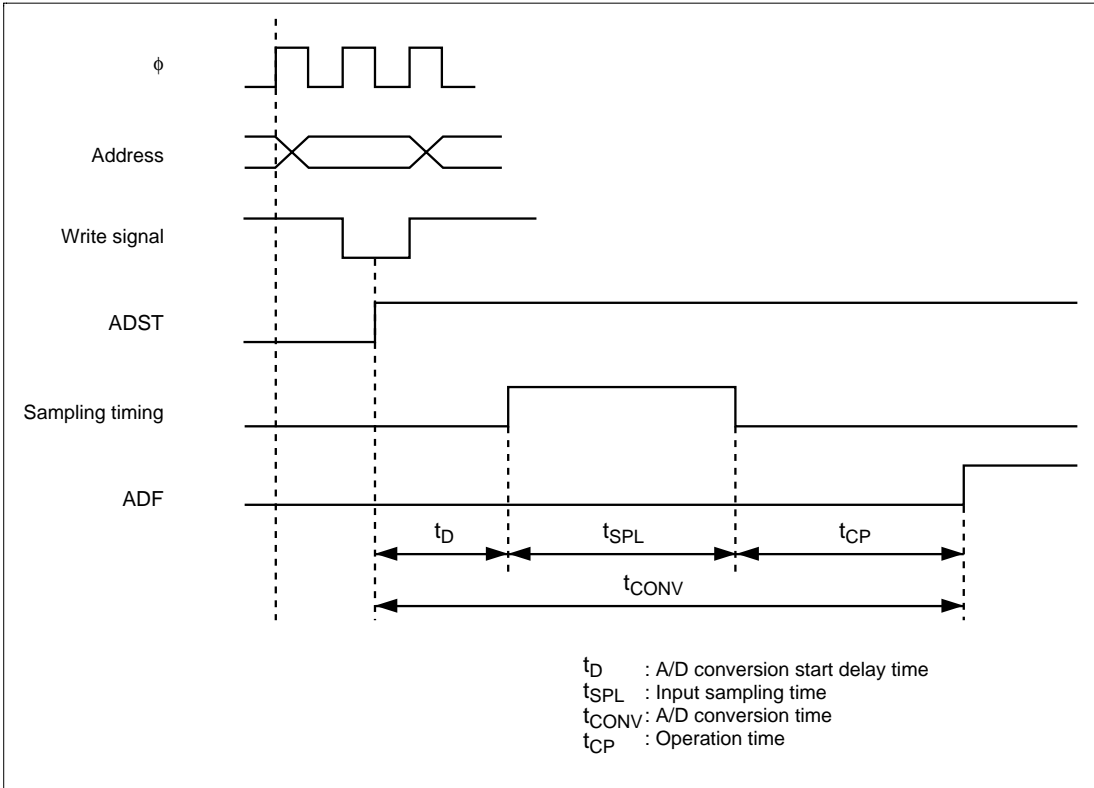 ϕ
Address
Write signal
ADST
Sampling timing
ADF
tD tSPL tCP
tCONV
tD : A/D conversion start delay time
tSPL : Input sampling time
tCONV : A/D conversion time
tCP : Operation time